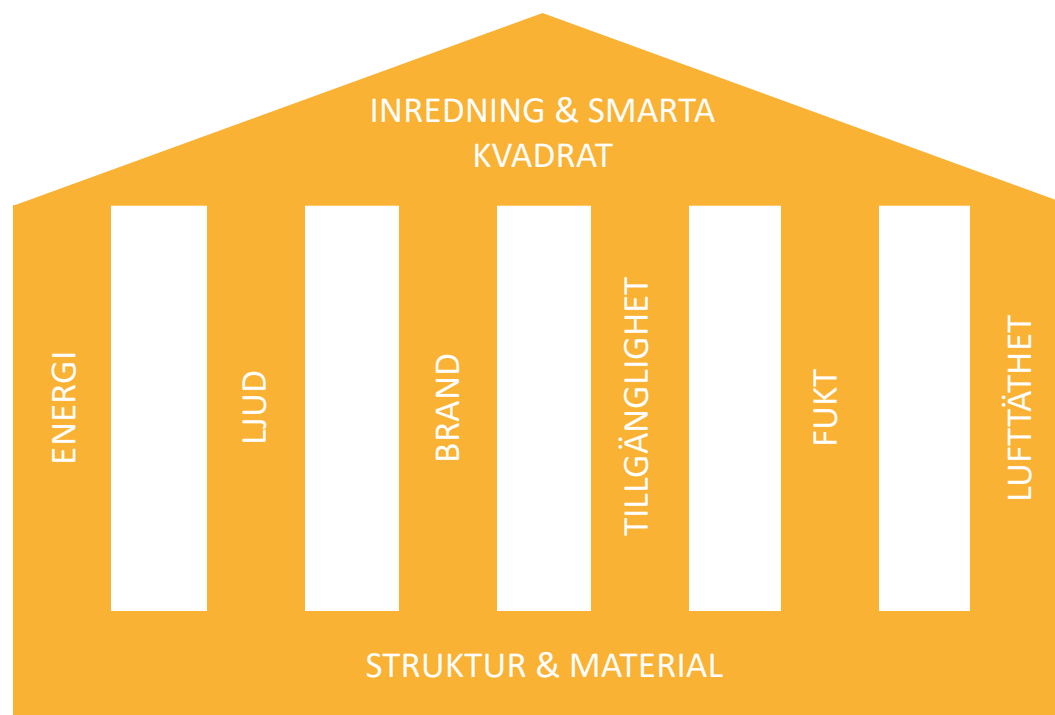 INREDNING & SMARTA
KVADRAT
ENERGI
LJUD
BRAND
TILLGÄNGLIGHET
FUKT
LUFTTÄTHET
STRUKTUR & MATERIAL